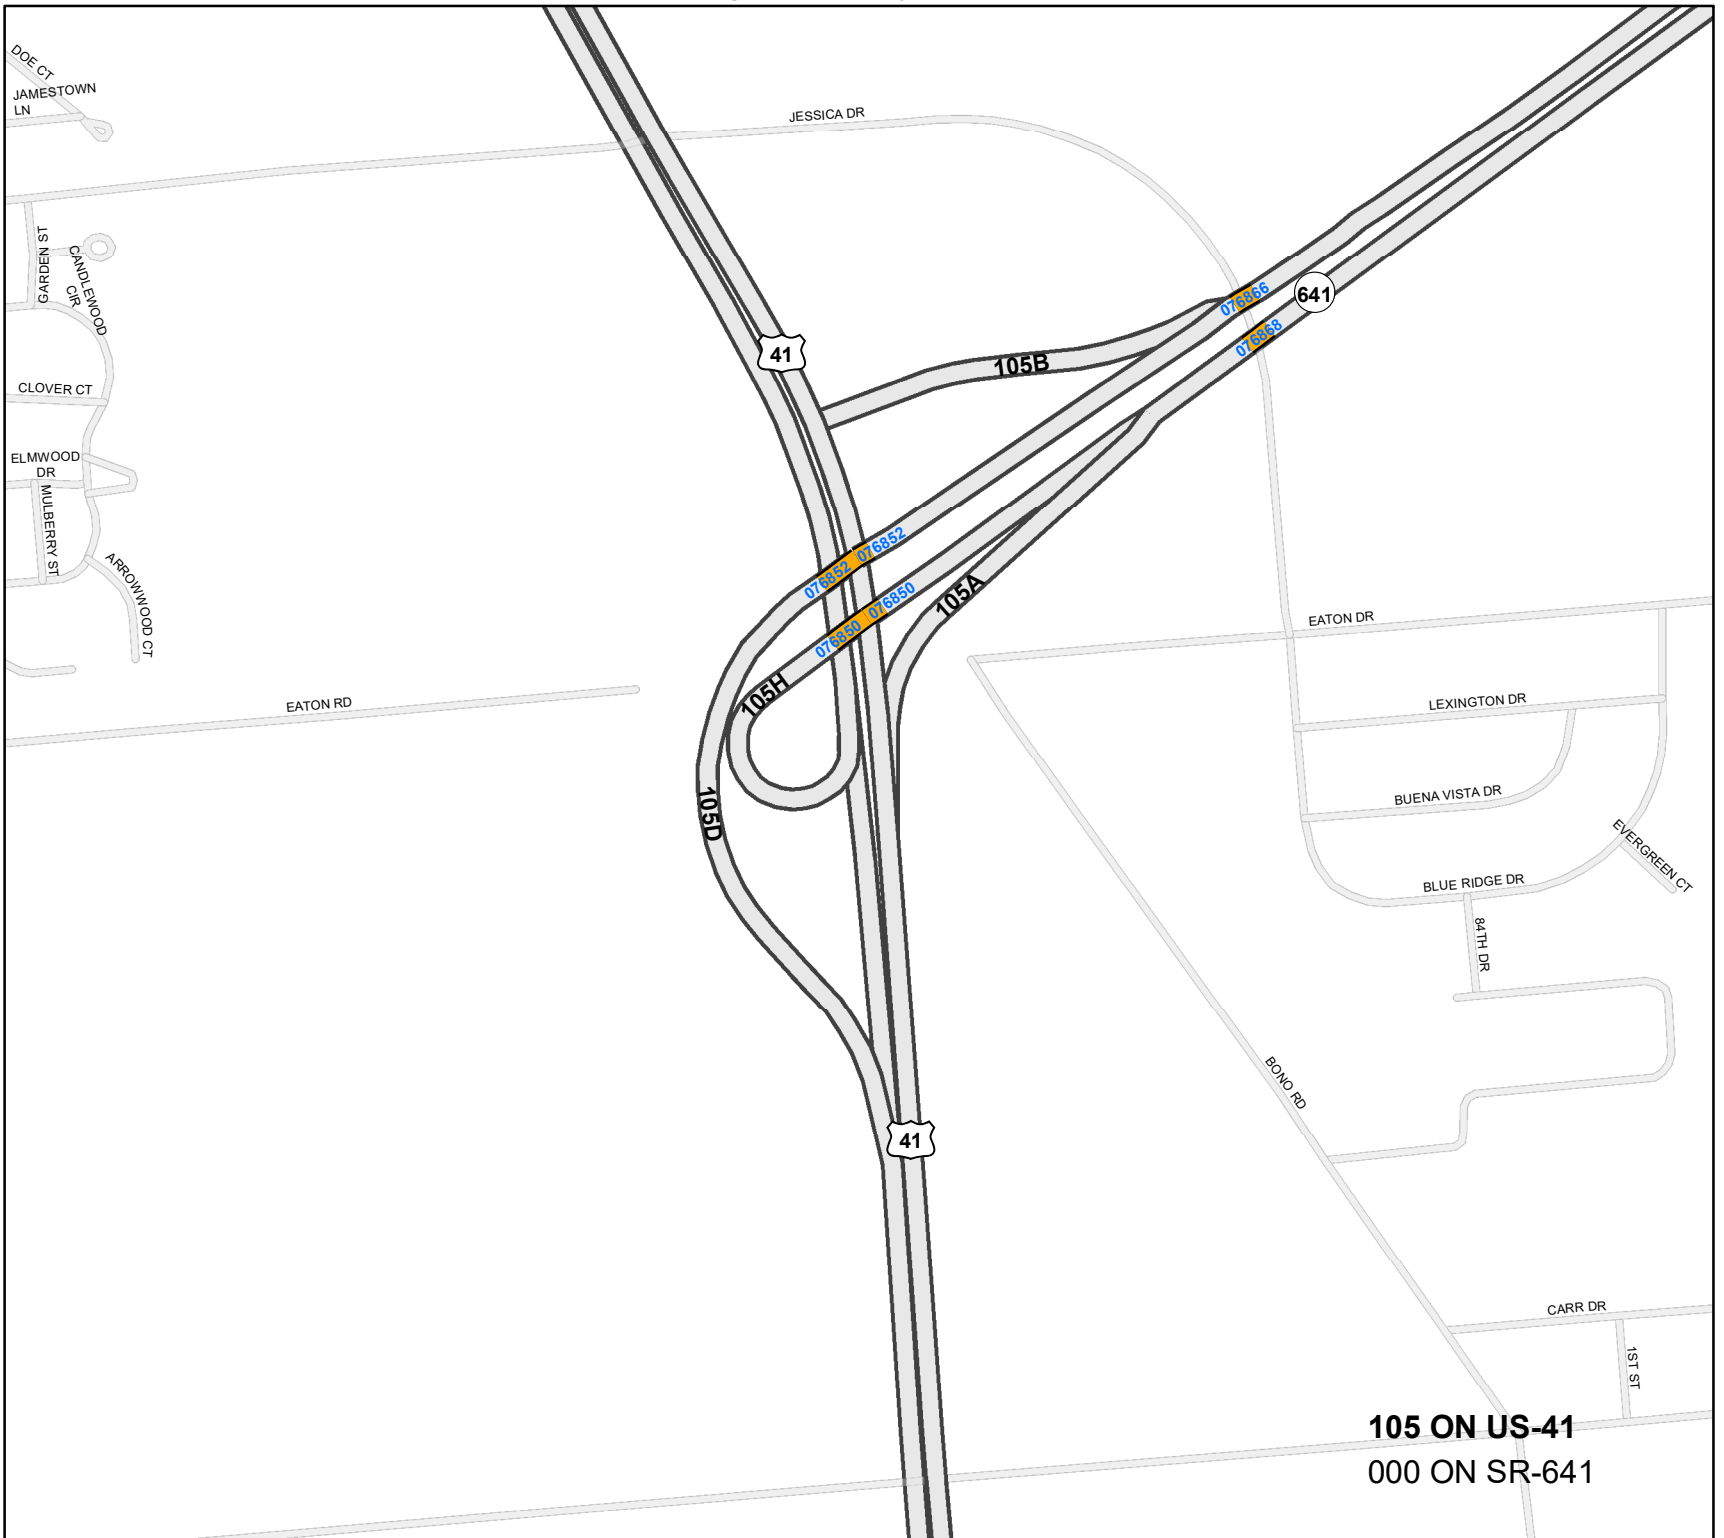 DOE CT
JAMESTOWN
LN
JESSICA DR
GARDEN ST
CANDLEWOOD
CIR
076866
641
076868
41
105B
CLOVER CT
ELMWOOD
DR
MULBERRY ST
076852
076852
ARROWWOOD CT
076850
105A
076850
EATON DR
105H
EATON RD
LEXINGTON DR
105D
BUENA VISTA DR
EVERGREEN CT
BLUE RIDGE DR
84TH DR
BONO RD
41
CARR DR
1ST ST
105 ON US-41
000 ON SR-641